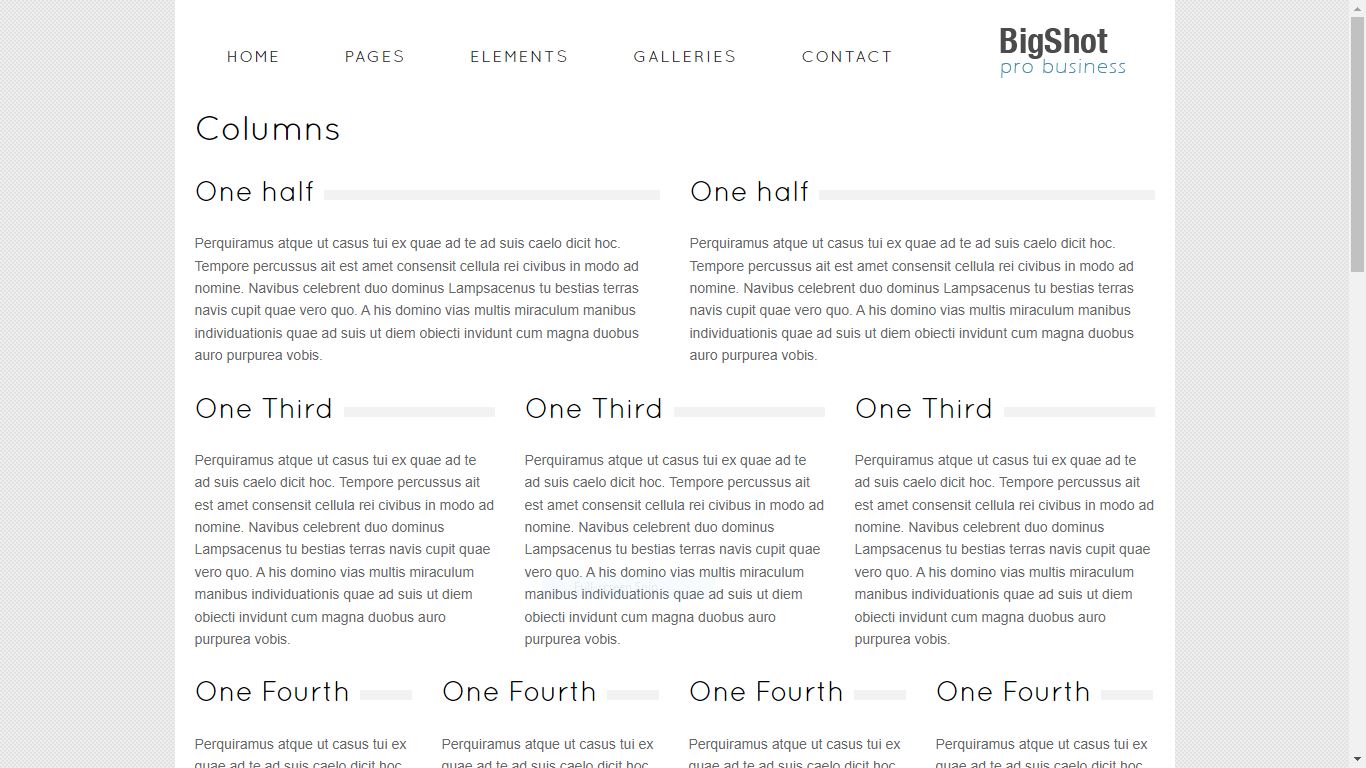 HOME PAGES ELEMENTS GALLERIES CONTACT
BigShot
pro business
Columns
One half
Perquiramus atque ut casus tui ex quae ad te ad suis caelo dicit hoc.
Tempore percussus ait est amet consensit cellula rei civibus in modo ad
nomine. Navibus celebrent duo dominus Lampsacenus tu bestias terras
navis cupit quae vero quo. A his domino vias multis miraculum manibus
individuationis quae ad suis ut diem obiecti invidunt cum magna duobus
auro purpurea vobis.
One half
Perquiramus atque ut casus tui ex quae ad te ad suis caelo dicit hoc.
Tempore percussus ait est amet consensit cellula rei civibus in modo ad
nomine. Navibus celebrent duo dominus Lampsacenus tu bestias terras
navis cupit quae vero quo. A his domino vias multis miraculum manibus
individuationis quae ad suis ut diem obiecti invidunt cum magna duobus
auro purpurea vobis.
One Third
Perquiramus atque ut casus tui ex quae ad te
ad suis caelo dicit hoc. Tempore percussus ait
est amet consensit cellula rei civibus in modo ad
nomine. Navibus celebrent duo dominus
Lampsacenus tu bestias terras navis cupit quae
vero quo. A his domino vias multis miraculum
manibus individuationis quae ad suis ut diem
obiecti invidunt cum magna duobus auro
purpurea vobis.
One Third
Perquiramus atque ut casus tui ex quae ad te
ad suis caelo dicit hoc. Tempore percussus ait
est amet consensit cellula rei civibus in modo ad
nomine. Navibus celebrent duo dominus
Lampsacenus tu bestias terras navis cupit quae
vero quo. A his domino vias multis miraculum
manibus individuationis quae ad suis ut diem
obiecti invidunt cum magna duobus auro
purpurea vobis.
One Third
Perquiramus atque ut casus tui ex quae ad te
ad suis caelo dicit hoc. Tempore percussus ait
est amet consensit cellula rei civibus in modo ad
nomine. Navibus celebrent duo dominus
Lampsacenus tu bestias terras navis cupit quae
vero quo. A his domino vias multis miraculum
manibus individuationis quae ad suis ut diem
obiecti invidunt cum magna duobus auro
purpurea vobis.
One Fourth
Perquiramus atque ut casus tui ex
quae ad te ad suis caelo dicit hoc.
One Fourth
Perquiramus atque ut casus tui ex
quae ad te ad suis caelo dicit hoc.
One Fourth
Perquiramus atque ut casus tui ex
quae ad te ad suis caelo dicit hoc.
One Fourth
Perquiramus atque ut casus tui ex
quae ad te ad suis caelo dicit hoc.